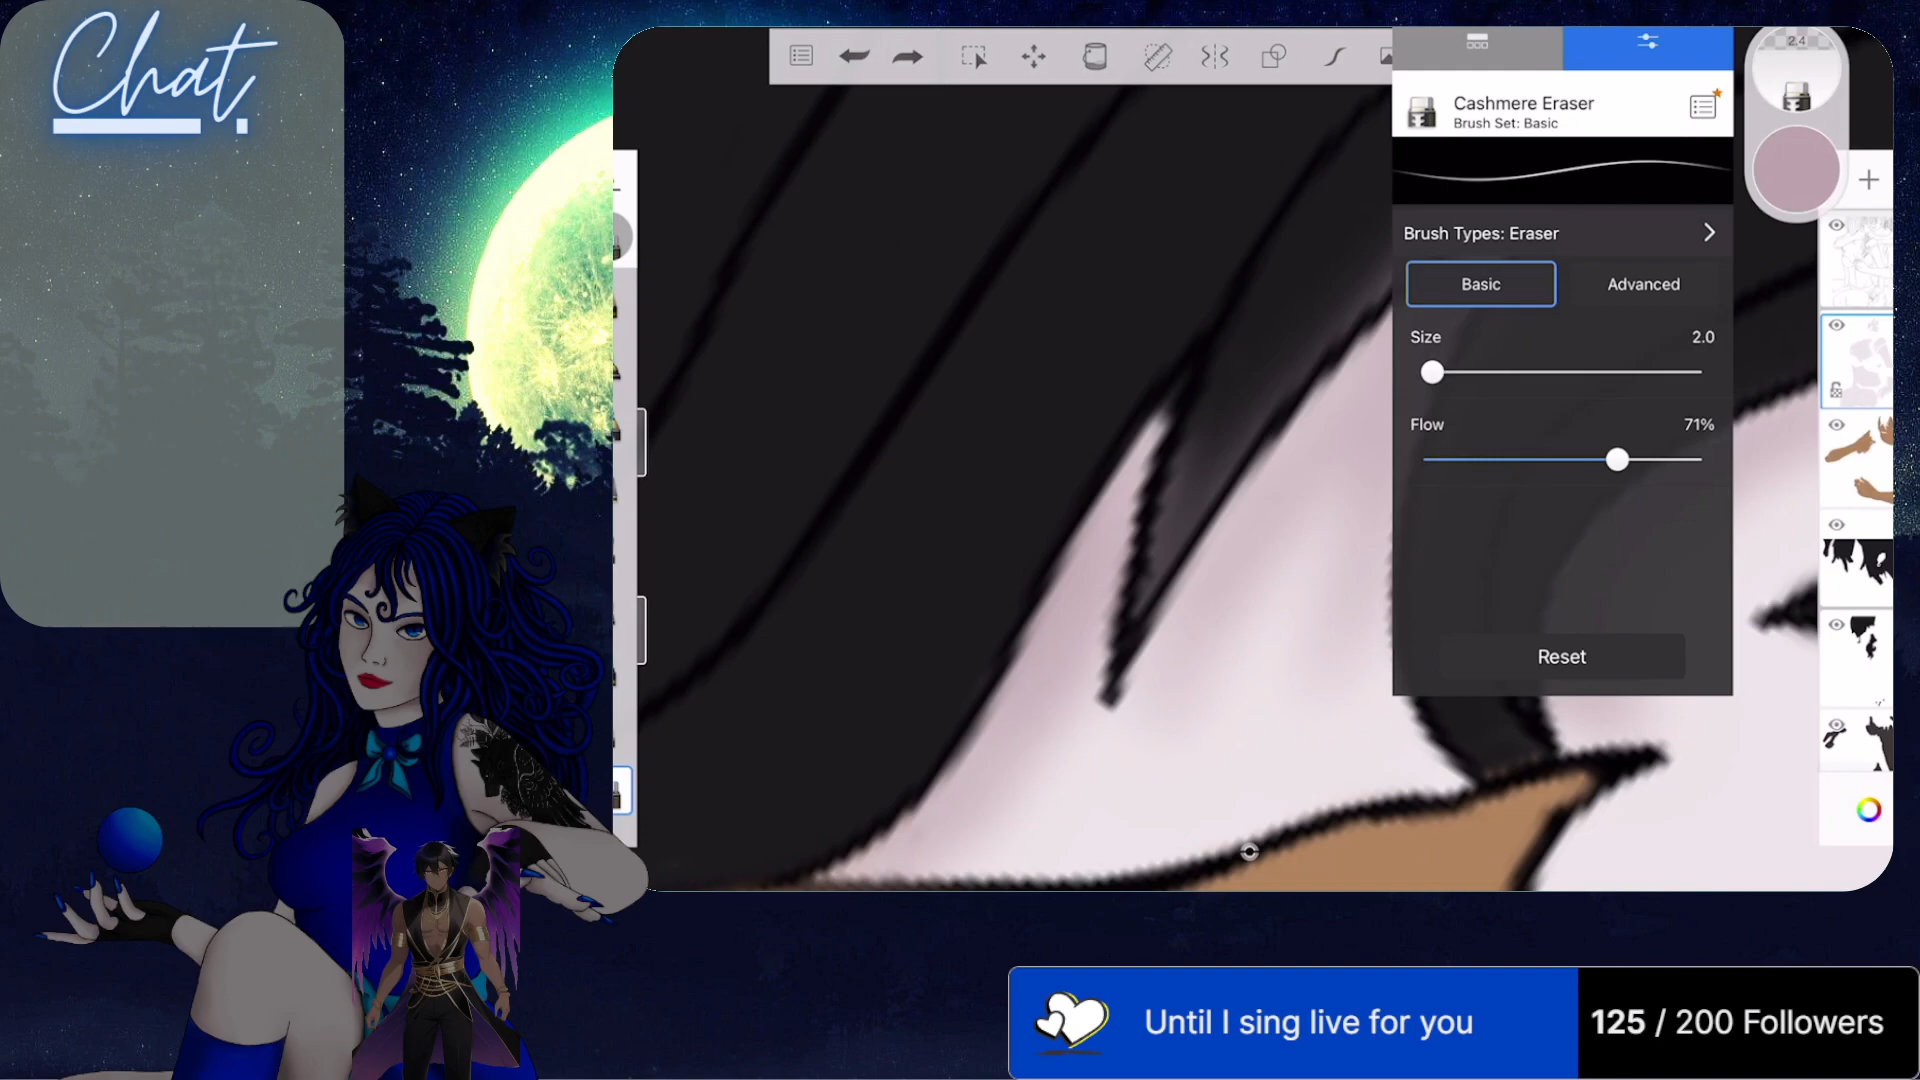 Chat
2.4
Cashmere Eraser
Brush Set: Basic
Brush Types: Eraser
Basic
Advanced
Size
2.0
Flow
71%
Reset
Until I sing live for you
125 / 200 Followers